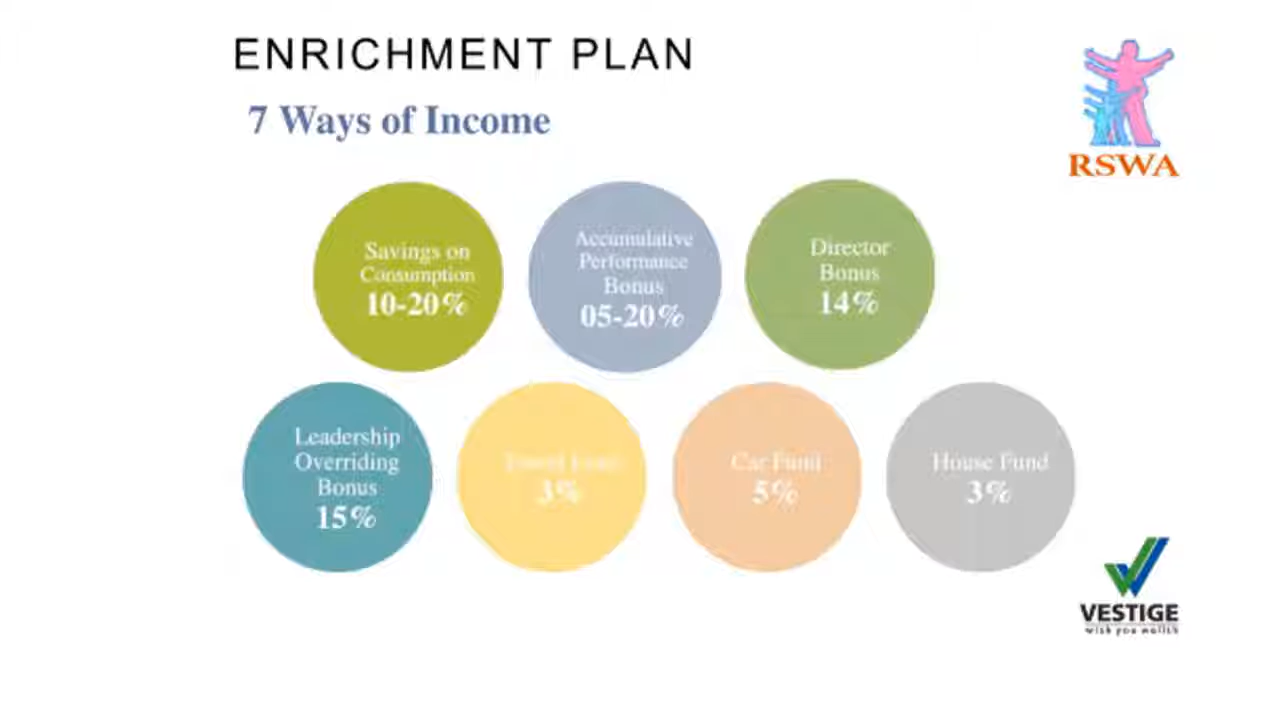 ENRICHMENT PLAN
7 Ways of Income
RSWA
Savings on
Consumption
10-20%
Accumulative
Performance
Bonus
05-20%
Director
Bonus
14%
Leadership
Overriding
Bonus
15%
3%
Car Fund
5%
House Fund
3%
VESTIGE